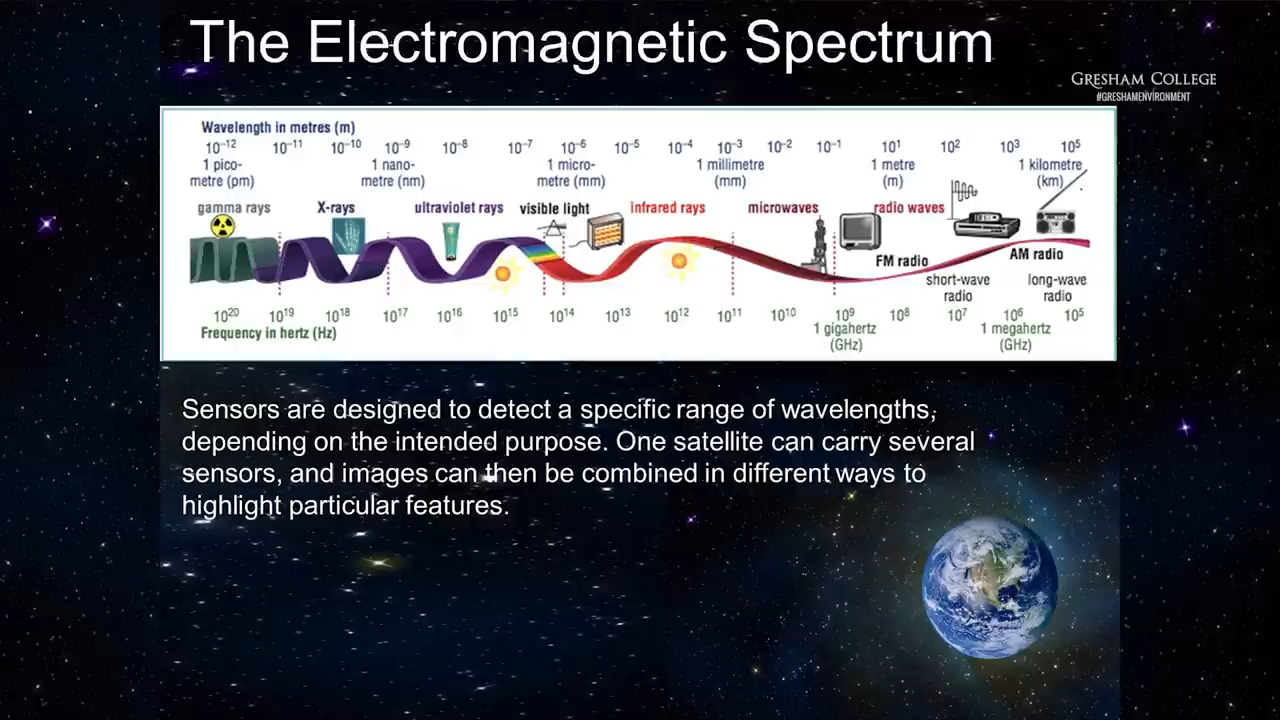 The Electromagnetic Spectrum
GRESHAM COLLEGE
#GRESHAMENVIRONMENT
Wavelength in metres (m)
10⁻¹² 10⁻¹¹ 10⁻¹⁰ 10⁻⁹ 10⁻⁸ 10⁻⁷ 10⁻⁶ 10⁻⁵ 10⁻⁴ 10⁻³ 10⁻² 10⁻¹ 10¹ 10² 10³ 10⁵
1 pico- 1 nano- 1 micro- 1 millimetre 1 metre 1 kilometre
metre (pm) metre (nm) metre (mm) (mm) (m) (km)
gamma rays X-rays ultraviolet rays visible light infrared rays microwaves radio waves
FM radio AM radio
short-wave long-wave
radio radio
10²⁰ 10¹⁹ 10¹⁸ 10¹⁷ 10¹⁶ 10¹⁵ 10¹⁴ 10¹³ 10¹² 10¹¹ 10¹⁰ 10⁹ 10⁸ 10⁷ 10⁶ 10⁵
Frequency in hertz (Hz) 1 gigahertz 1 megahertz
(GHz) (GHz)
Sensors are designed to detect a specific range of wavelengths,
depending on the intended purpose. One satellite can carry several
sensors, and images can then be combined in different ways to
highlight particular features.